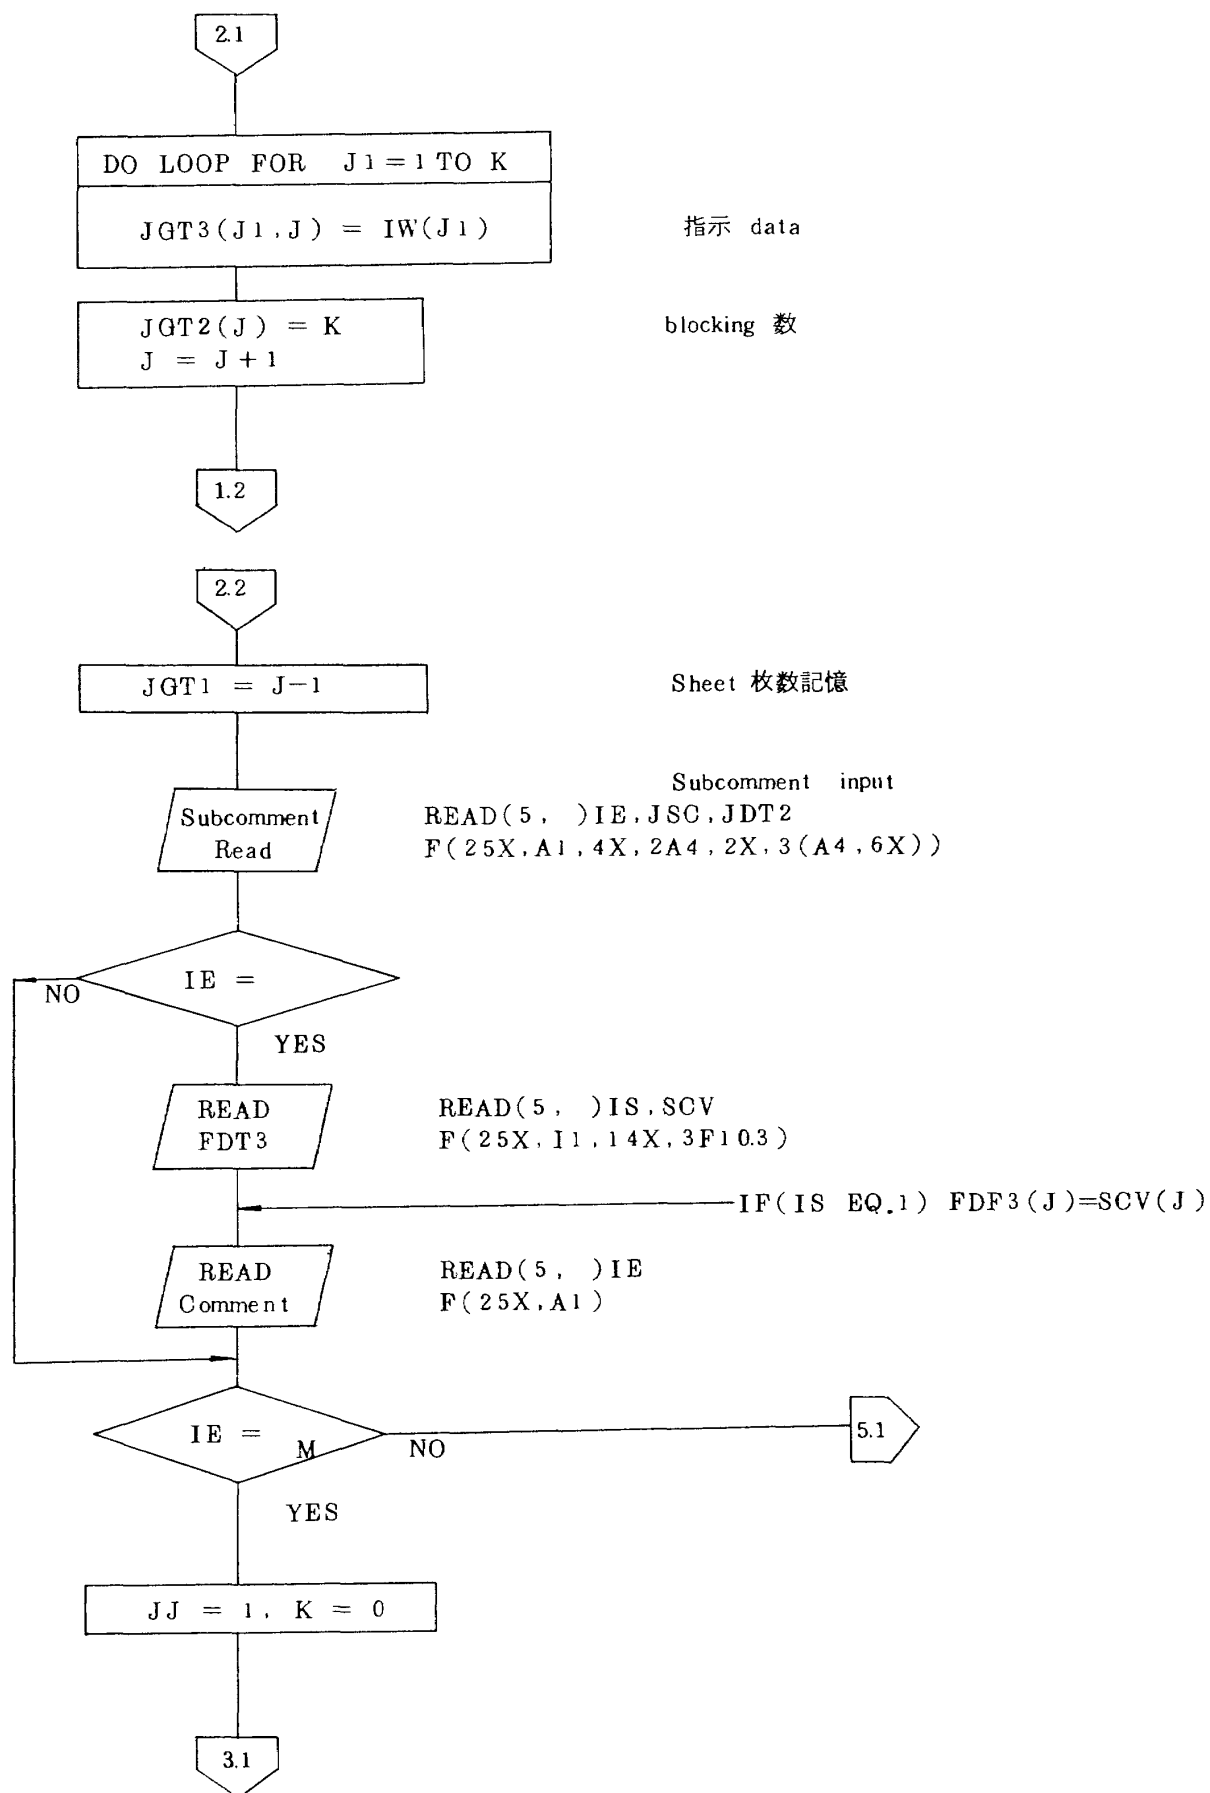 2.1
DO LOOP FOR J1=1 TO K
JGT3(J1,J) = IW(J1)
指示 data
JGT2(J) = K
J = J+1
blocking 数
1.2
2.2
JGT1 = J-1
Sheet 枚数記憶
Subcomment input
Subcomment
Read
READ(5, )IE,JSC,JDT2
F(25X,A1,4X,2A4,2X,3(A4,6X))
IE =
NO
YES
READ
FDT3
READ(5, )IS,SCV
F(25X,I1,14X,3F10.3)
IF(IS EQ.1) FDF3(J)=SCV(J)
READ
Comment
READ(5, )IE
F(25X,A1)
IE = M
NO
5.1
YES
JJ = 1, K = 0
3.1